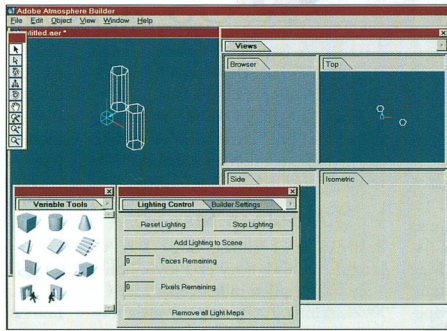 Adobe Atmosphere Builder
File Edit Object View Window Help
untitled.aer *
Views
Browser
Top
Side
Isometric
Variable Tools
Lighting Control
Builder Settings
Reset Lighting
Stop Lighting
Add Lighting to Scene
0 Faces Remaining
0 Pixels Remaining
Remove all Light Maps